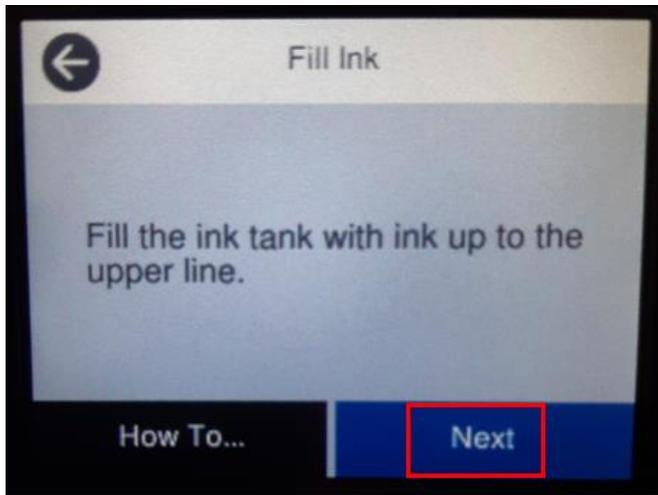 Fill Ink
Fill the ink tank with ink up to the
upper line.
How To...
Next